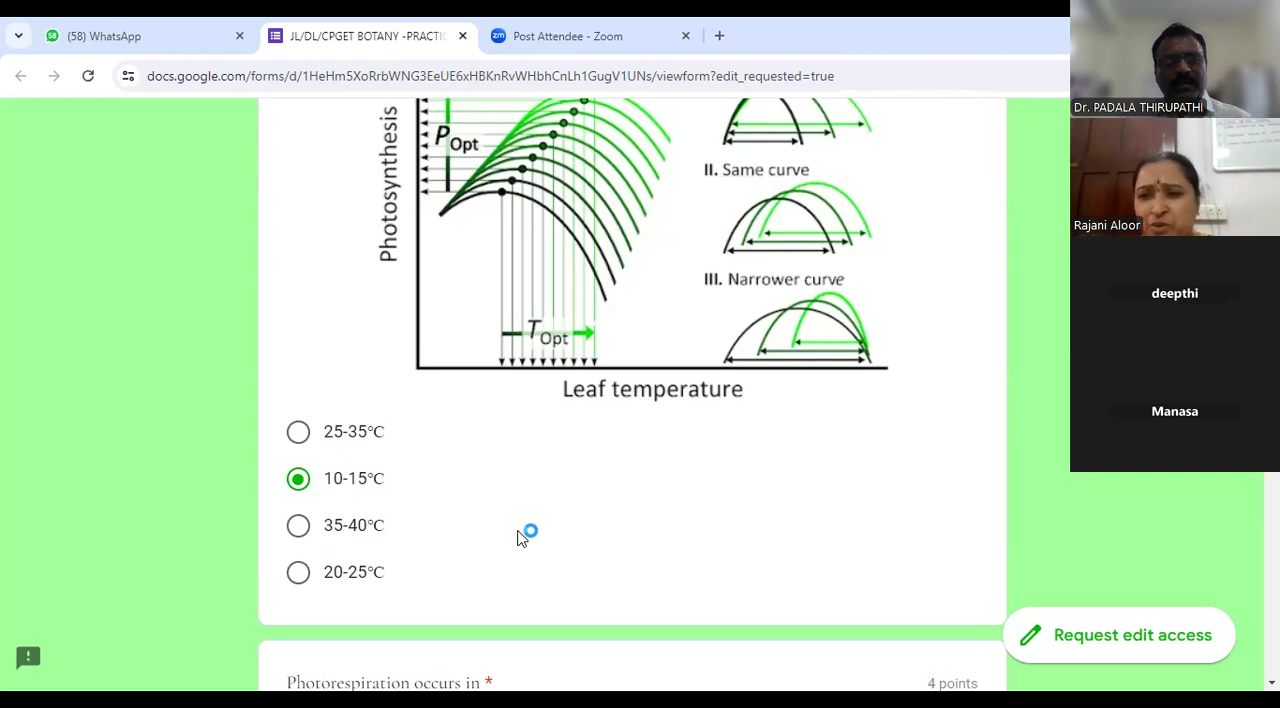 (58) WhatsApp
JL/DL/CPGET BOTANY -PRACTIC
zm
Post Attendee - Zoom
docs.google.com/forms/d/1HeHm5XoRrbWNG3EeUE6xHBKnRvWHbhCnLh1GugV1UNs/viewform?edit_requested=true
Dr. PADALA THIRUPATHI
Rajani Aloor
deepthi
Manasa
Photosynthesis
P Opt
II. Same curve
III. Narrower curve
T Opt
Leaf temperature
25-35℃
10-15℃
35-40℃
20-25℃
Request edit access
Photorespiration occurs in *
4 points